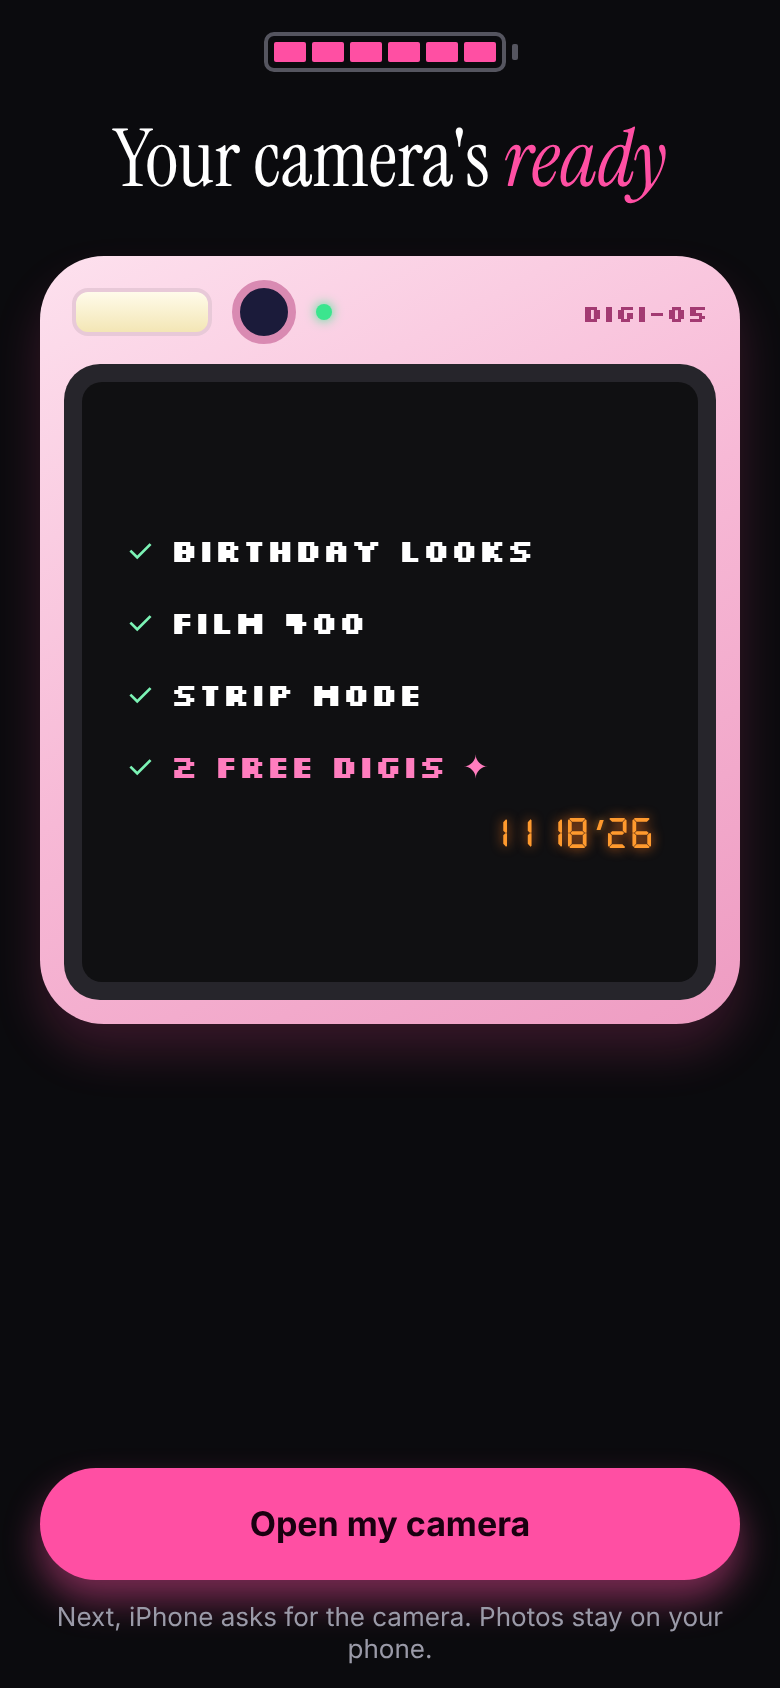 Your camera's ready
DIGI-05
✓ BIRTHDAY LOOKS
✓ FILM 400
✓ STRIP MODE
✓ 2 FREE DIGIS ✦
11 18'26
Open my camera
Next, iPhone asks for the camera. Photos stay on your
phone.